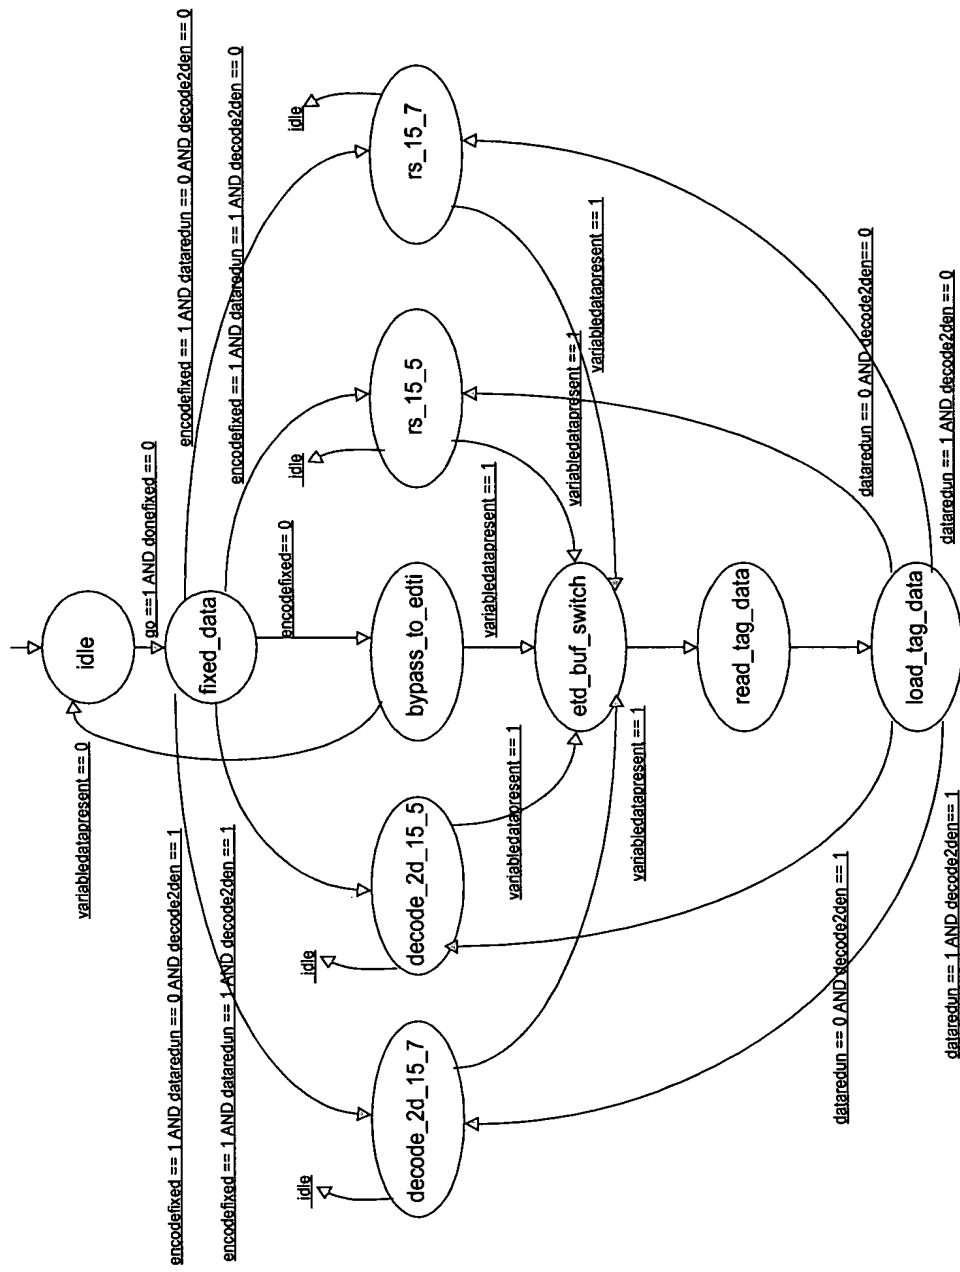 idle
go ==1 AND donefixed == 0
variabledatapresent == 0
encodefixed == 1 AND dataredun == 0 AND decode2den == 1
encodefixed == 1 AND dataredun == 0 AND decode2den == 0
fixed_data
encodefixed == 1 AND dataredun == 1 AND decode2den == 1
encodefixed == 1 AND dataredun == 1 AND decode2den == 0
encodefixed== 0
idle
idle
idle
idle
decode_2d_15_7
decode_2d_15_5
bypass_to_edti
rs_15_5
rs_15_7
variabledatapresent == 1
variabledatapresent == 1
variabledatapresent == 1
variabledatapresent == 1
etd_buf_switch
variabledatapresent == 1
read_tag_data
dataredun == 0 AND decode2den == 1
dataredun == 0 AND decode2den== 0
load_tag_data
dataredun == 1 AND decode2den== 1
dataredun == 1 AND decode2den == 0